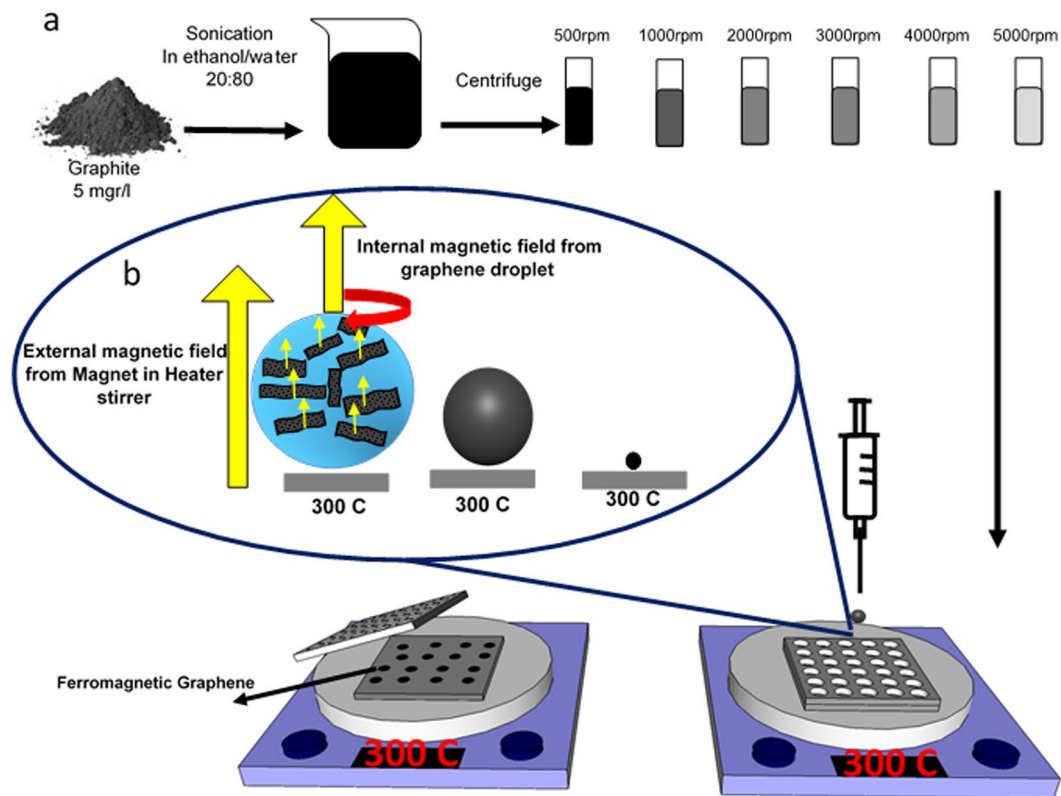 a
Sonication
In ethanol/water
20:80
Centrifuge
500rpm
1000rpm
2000rpm
3000rpm
4000rpm
5000rpm
Graphite
5 mgr/l
b
Internal magnetic field from
graphene droplet
External magnetic field
from Magnet in Heater
stirrer
300 C
300 C
300 C
Ferromagnetic Graphene
300 C
300 C